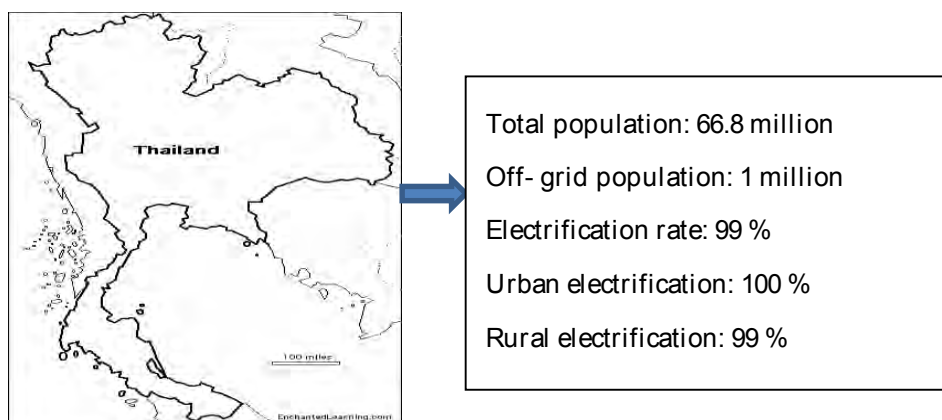 Thailand
100 miles
EnchantedLearning.com
Total population: 66.8 million
Off- grid population: 1 million
Electrification rate: 99 %
Urban electrification: 100 %
Rural electrification: 99 %